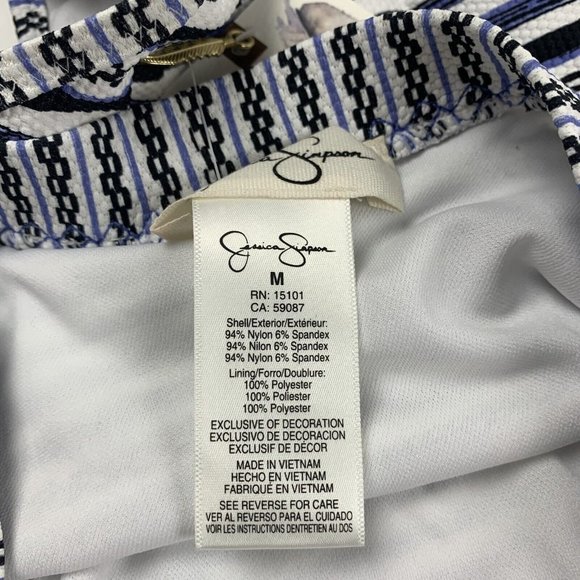 Jessica Simpson
Jessica Simpson
M
RN: 15101
CA: 59087
Shell/Exterior/Extérieur:
94% Nylon 6% Spandex
94% Nilon 6% Spandex
94% Nylon 6% Spandex
Lining/Forro/Doublure:
100% Polyester
100% Poliester
100% Polyester
EXCLUSIVE OF DECORATION
EXCLUSIVO DE DECORACION
EXCLUSIF DE DÉCOR
MADE IN VIETNAM
HECHO EN VIETNAM
FABRIQUÉ EN VIETNAM
SEE REVERSE FOR CARE
VER AL REVERSO PARA EL CUIDADO
VOIR LES INSTRUCTIONS D'ENTRETIEN AU DOS